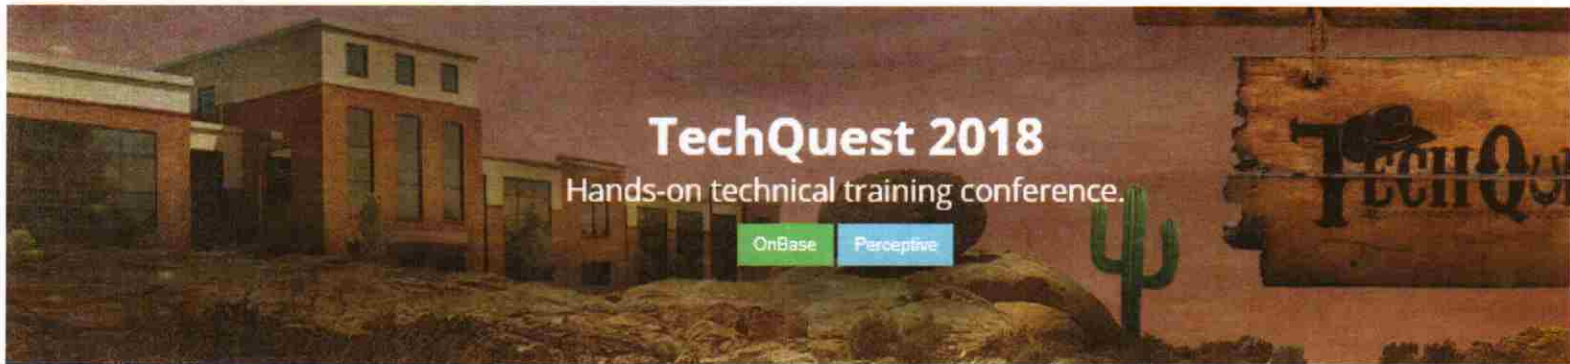 TechQuest 2018
Hands-on technical training conference.
OnBase
Perceptive